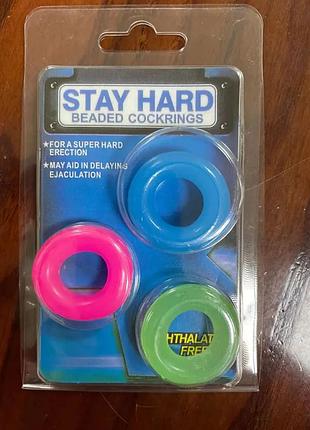 STAY HARD
BEADED COCKRINGS
★FOR A SUPER HARD
ERECTION
★MAY AID IN DELAYING
EJACULATION
FREE